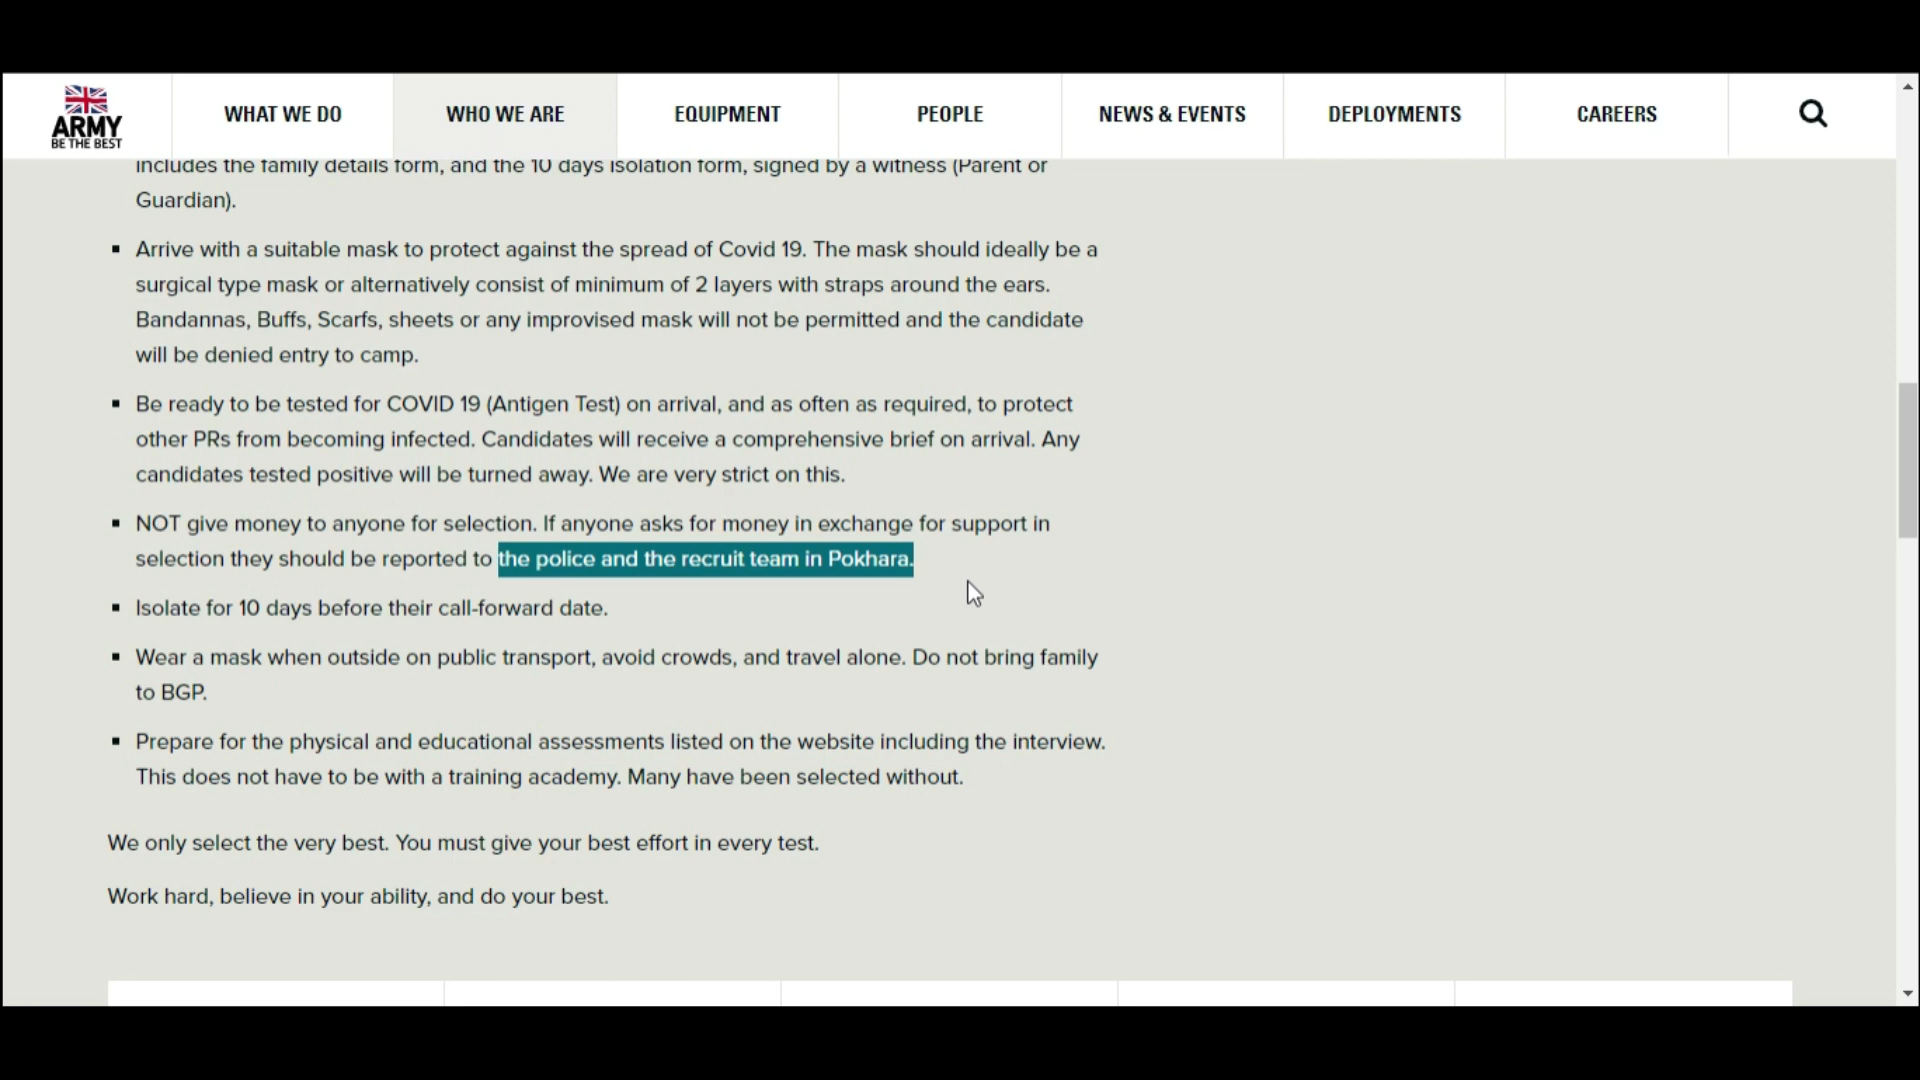 ARMY
BE THE BEST
WHAT WE DO
WHO WE ARE
EQUIPMENT
PEOPLE
NEWS & EVENTS
DEPLOYMENTS
CAREERS
includes the family details form, and the 10 days isolation form, signed by a witness (Parent or
Guardian).
▪ Arrive with a suitable mask to protect against the spread of Covid 19. The mask should ideally be a
surgical type mask or alternatively consist of minimum of 2 layers with straps around the ears.
Bandannas, Buffs, Scarfs, sheets or any improvised mask will not be permitted and the candidate
will be denied entry to camp.
▪ Be ready to be tested for COVID 19 (Antigen Test) on arrival, and as often as required, to protect
other PRs from becoming infected. Candidates will receive a comprehensive brief on arrival. Any
candidates tested positive will be turned away. We are very strict on this.
▪ NOT give money to anyone for selection. If anyone asks for money in exchange for support in
selection they should be reported to the police and the recruit team in Pokhara.
▪ Isolate for 10 days before their call-forward date.
▪ Wear a mask when outside on public transport, avoid crowds, and travel alone. Do not bring family
to BGP.
▪ Prepare for the physical and educational assessments listed on the website including the interview.
This does not have to be with a training academy. Many have been selected without.
We only select the very best. You must give your best effort in every test.
Work hard, believe in your ability, and do your best.